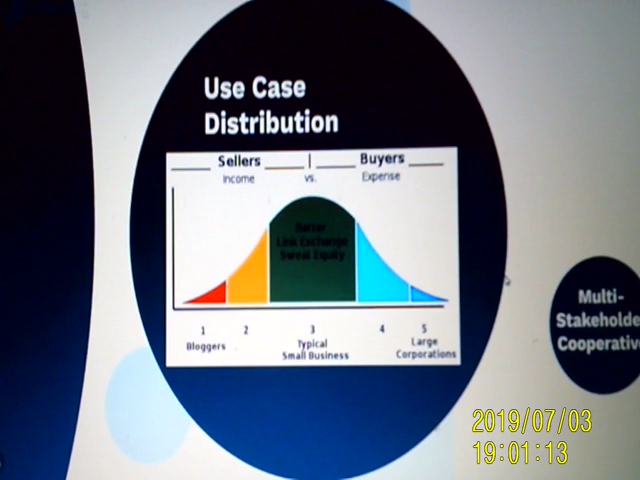 Use Case
Distribution
Sellers | Buyers
Income vs. Expense
Barter
Link Exchange
Sweat Equity
1 2 3 4 5
Bloggers Typical Large
Small Business Corporations
Multi-
Stakeholde
Cooperativ
2019/07/03
19:01:13